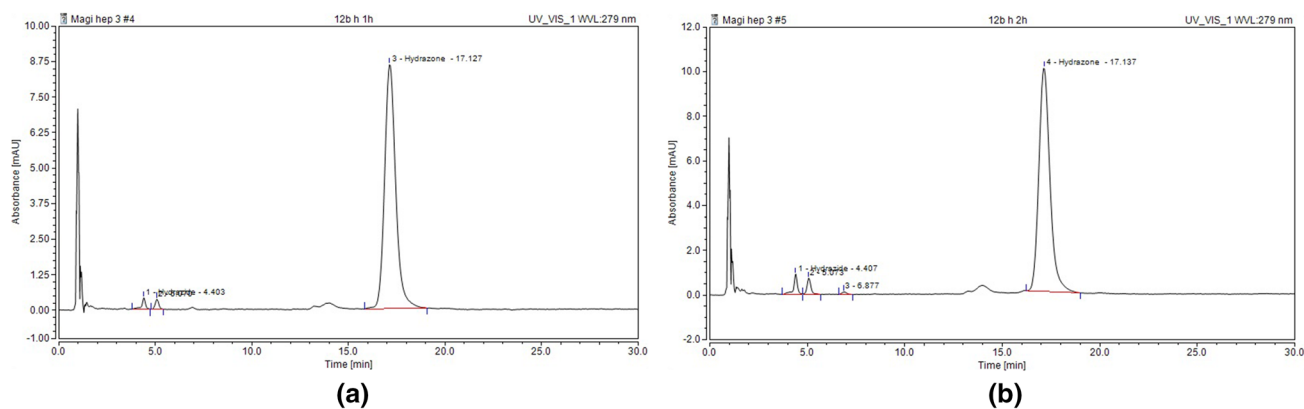 Magi hep 3 #4
12b h 1h
UV_VIS_1 WVL:279 nm
Absorbance [mAU]
10.00
8.75
7.50
6.25
5.00
3.75
2.50
1.25
0.00
-1.00
1 - Hydrazide - 4.403
3 - Hydrazone - 17.127
0.0 5.0 10.0 15.0 20.0 25.0 30.0
Time [min]
(a)
Magi hep 3 #5
12b h 2h
UV_VIS_1 WVL:279 nm
Absorbance [mAU]
12.0
10.0
8.0
6.0
4.0
2.0
0.0
-2.0
1 - Hydrazide - 4.407
2 - 5.073
3 - 6.877
4 - Hydrazone - 17.137
0.0 5.0 10.0 15.0 20.0 25.0 30.0
Time [min]
(b)